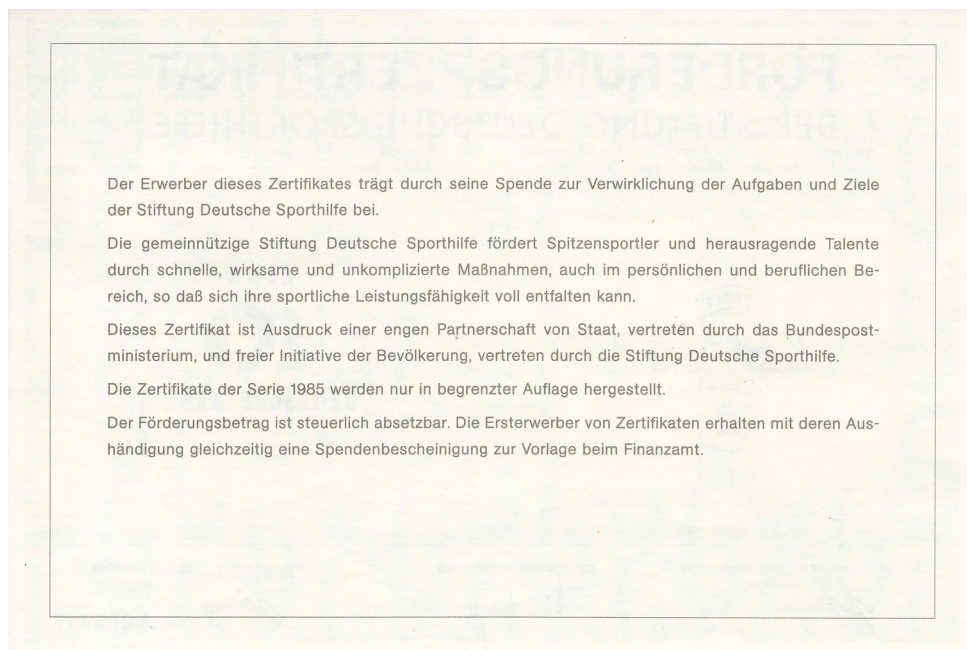 Der Erwerber dieses Zertifikates trägt durch seine Spende zur Verwirklichung der Aufgaben und Ziele
der Stiftung Deutsche Sporthilfe bei.
Die gemeinnützige Stiftung Deutsche Sporthilfe fördert Spitzensportler und herausragende Talente
durch schnelle, wirksame und unkomplizierte Maßnahmen, auch im persönlichen und beruflichen Be-
reich, so daß sich ihre sportliche Leistungsfähigkeit voll entfalten kann.
Dieses Zertifikat ist Ausdruck einer engen Partnerschaft von Staat, vertreten durch das Bundespost-
ministerium, und freier Initiative der Bevölkerung, vertreten durch die Stiftung Deutsche Sporthilfe.
Die Zertifikate der Serie 1985 werden nur in begrenzter Auflage hergestellt.
Der Förderungsbetrag ist steuerlich absetzbar. Die Ersterwerber von Zertifikaten erhalten mit deren Aus-
händigung gleichzeitig eine Spendenbescheinigung zur Vorlage beim Finanzamt.